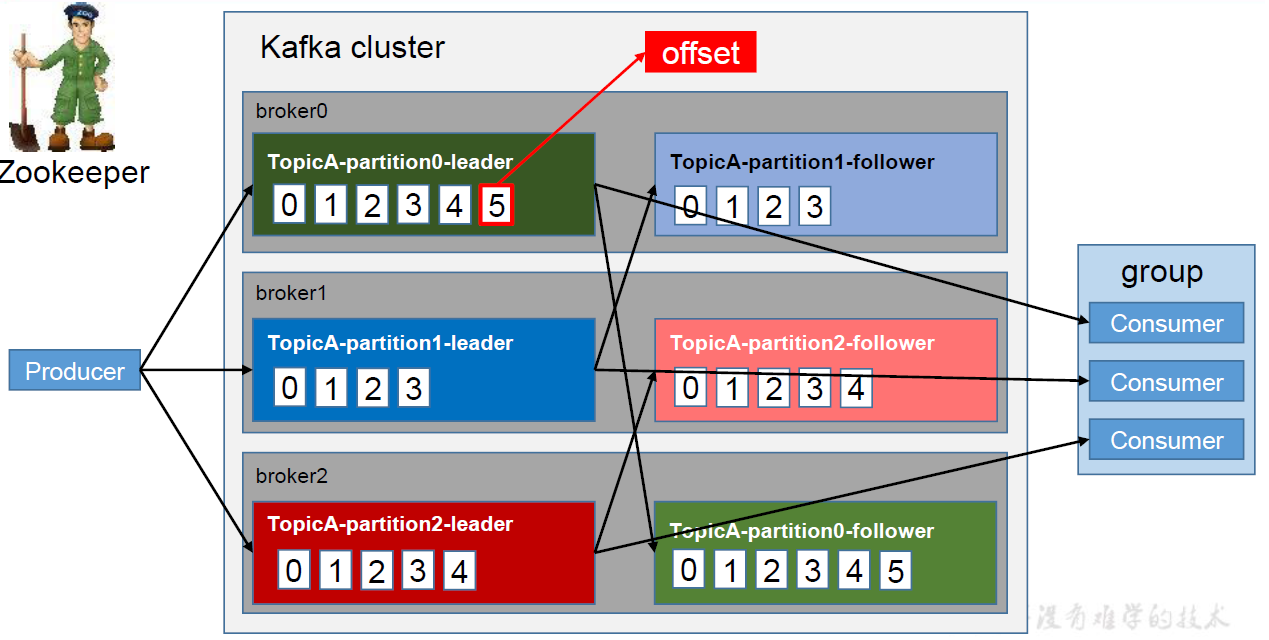 ZOO
Zookeeper
Kafka cluster
offset
broker0
TopicA-partition0-leader
0 1 2 3 4 5
TopicA-partition1-follower
0 1 2 3
broker1
TopicA-partition1-leader
0 1 2 3
TopicA-partition2-follower
0 1 2 3 4
broker2
TopicA-partition2-leader
0 1 2 3 4
TopicA-partition0-follower
0 1 2 3 4 5
Producer
group
Consumer
Consumer
Consumer
没有难学的技术